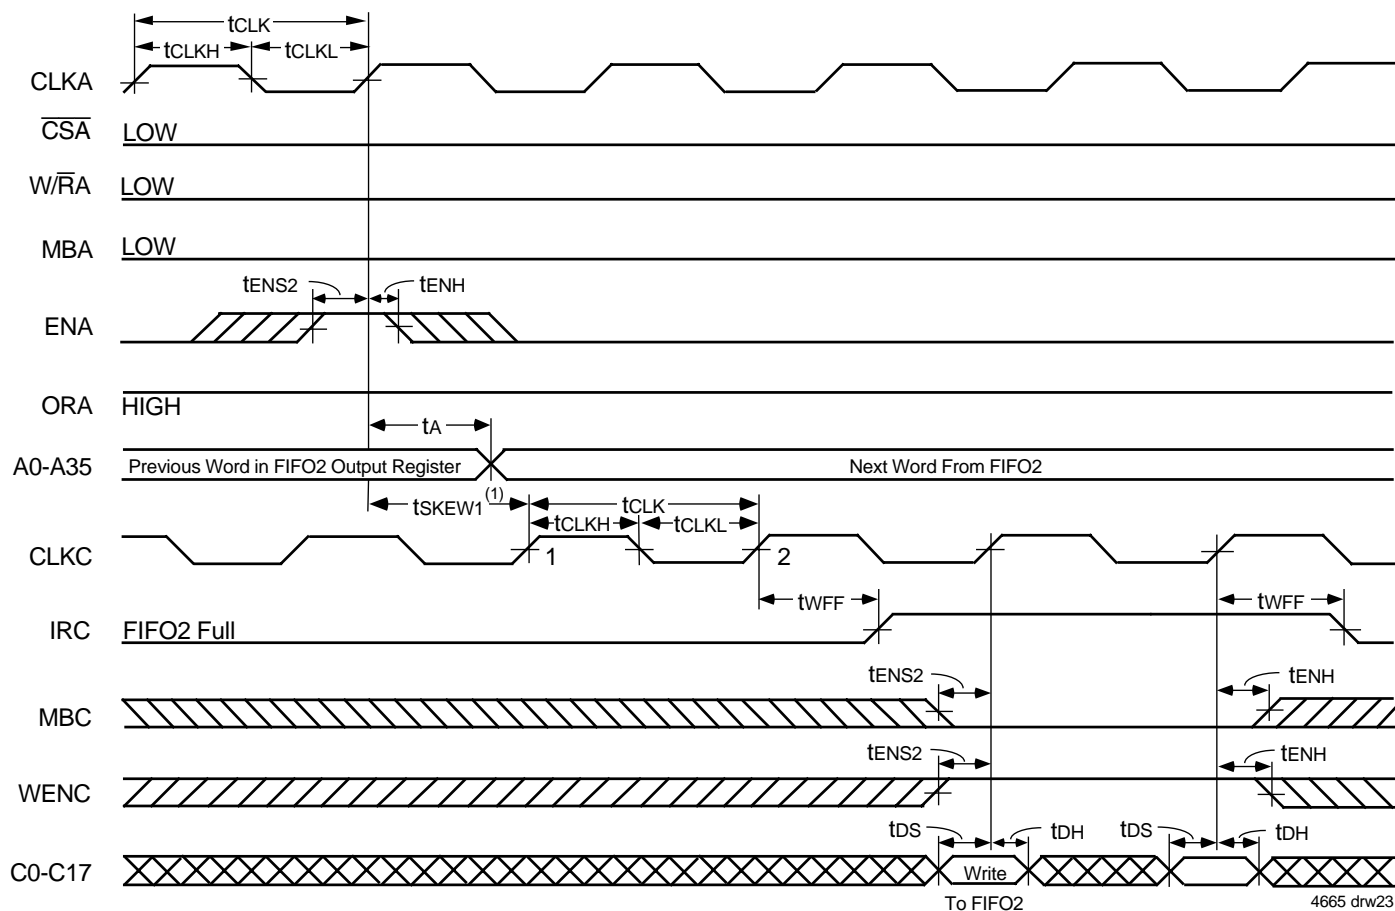 tCLK
tCLKH tCLKL
CLKA
CSA LOW
W/RA LOW
MBA LOW
tENS2 tENH
ENA
ORA HIGH
tA
A0-A35 Previous Word in FIFO2 Output Register Next Word From FIFO2
tSKEW1 (1) tCLK
tCLKH tCLKL
CLKC 1 2
tWFF tWFF
IRC FIFO2 Full
tENS2 tENH
MBC
tENS2 tENH
WENC
tDS tDH tDS tDH
C0-C17 Write
To FIFO2 4665 drw23